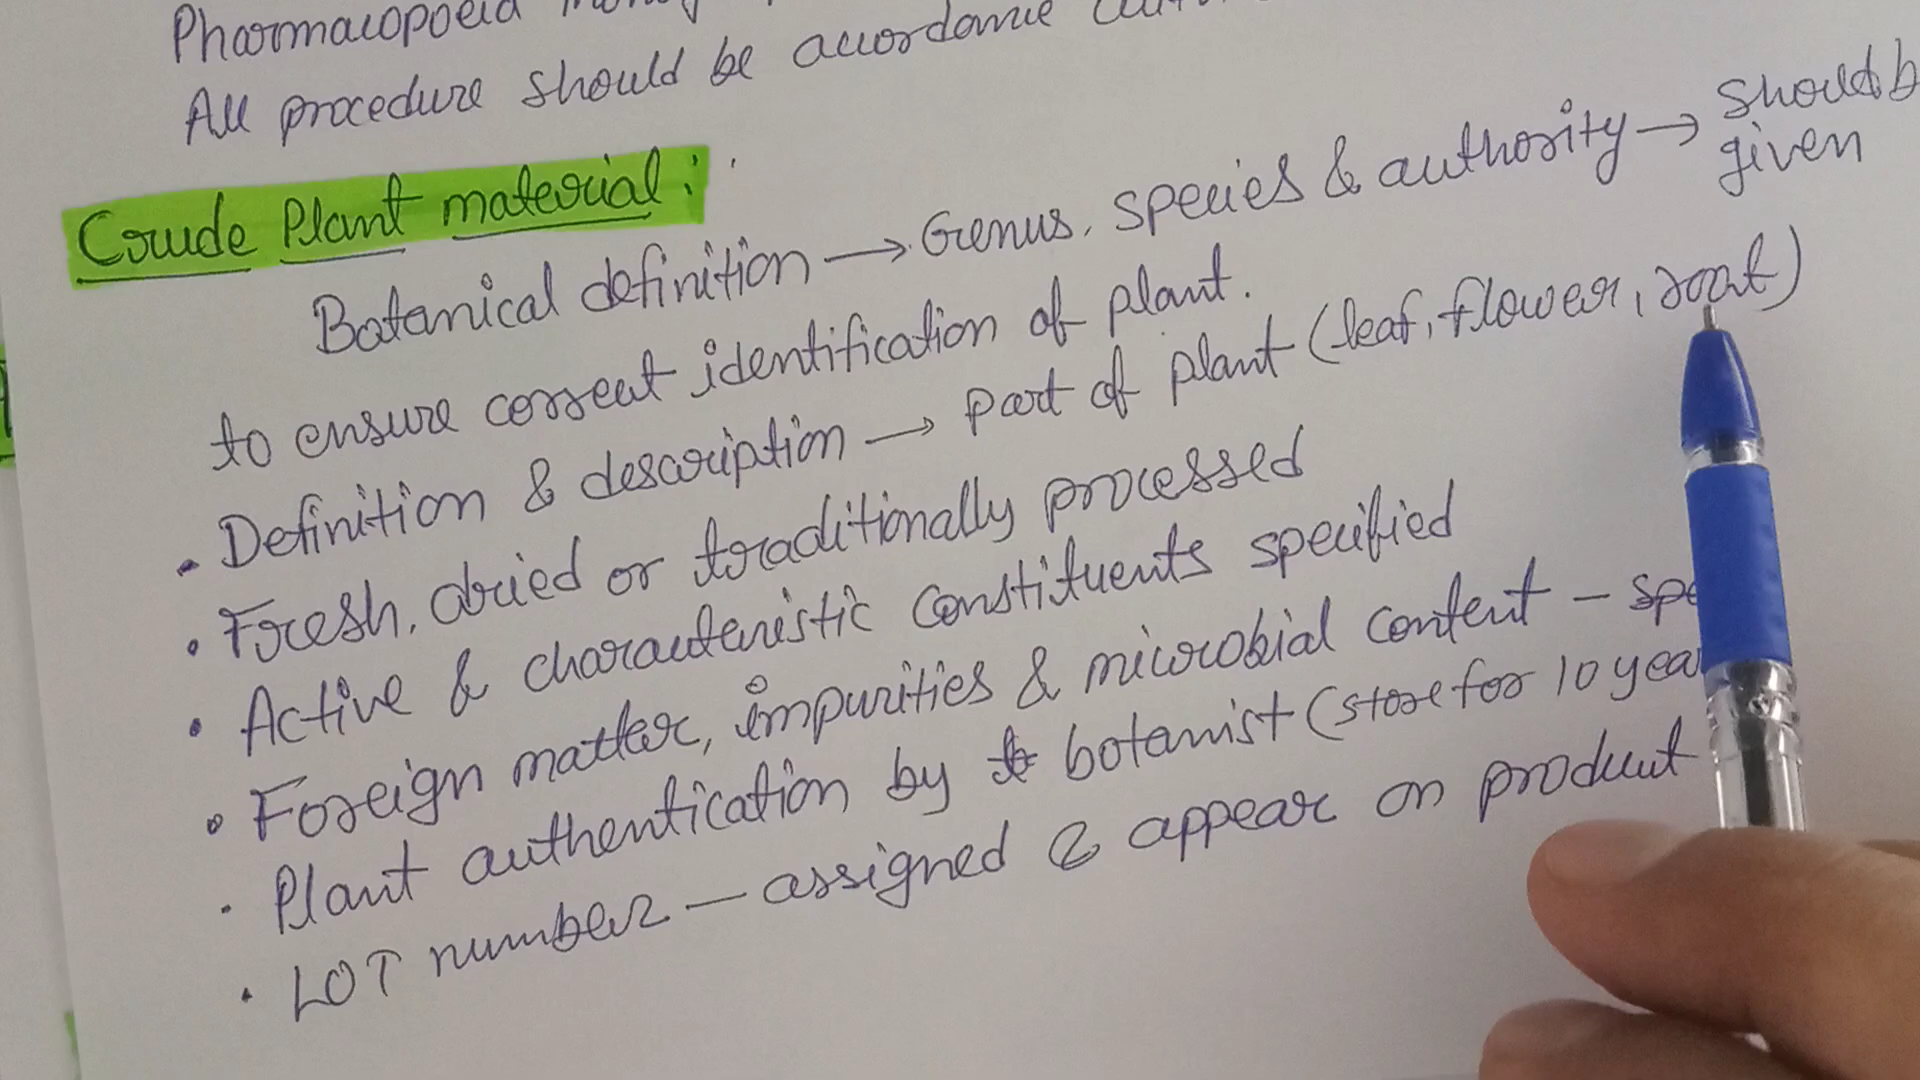 Pharmacopoeia
All procedure should be accordance
Crude Plant material :
Botanical definition → Genus, species & authority → should b
given
to ensure correct identification of plant.
• Definition & description → part of plant (leaf, flower, root)
• Fresh, dried or traditionally processed
• Active & characteristic constituents specified
• Foreign matter, impurities & microbial content - spe
• Plant authentication by botanist (store for 10 year
• LOT number - assigned & appear on product